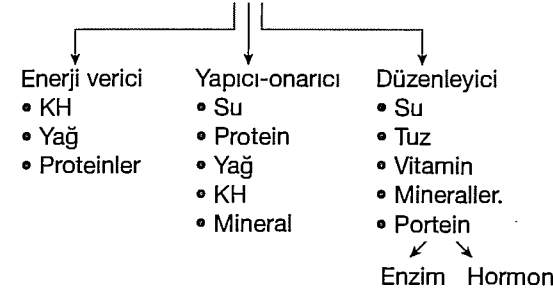 Enerji verici
• KH
• Yağ
• Proteinler
Yapıcı-onarıcı
• Su
• Protein
• Yağ
• KH
• Mineral
Düzenleyici
• Su
• Tuz
• Vitamin
• Mineraller.
• Portein
Enzim Hormon